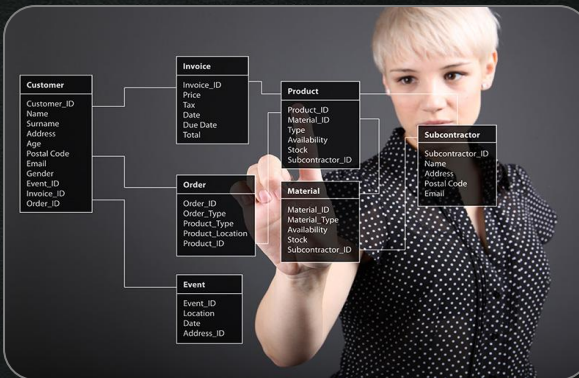 Customer
Customer_ID
Name
Surname
Address
Age
Postal Code
Email
Gender
Event_ID
Invoice_ID
Order_ID
Invoice
Invoice_ID
Price
Tax
Date
Due Date
Total
Order
Order_ID
Order_Type
Product_Type
Product_Location
Product_ID
Event
Event_ID
Location
Date
Address_ID
Product
Product_ID
Material_ID
Type
Availability
Stock
Subcontractor_ID
Material
Material_ID
Material_Type
Availability
Stock
Subcontractor_ID
Subcontractor
Subcontractor_ID
Name
Address
Postal Code
Email